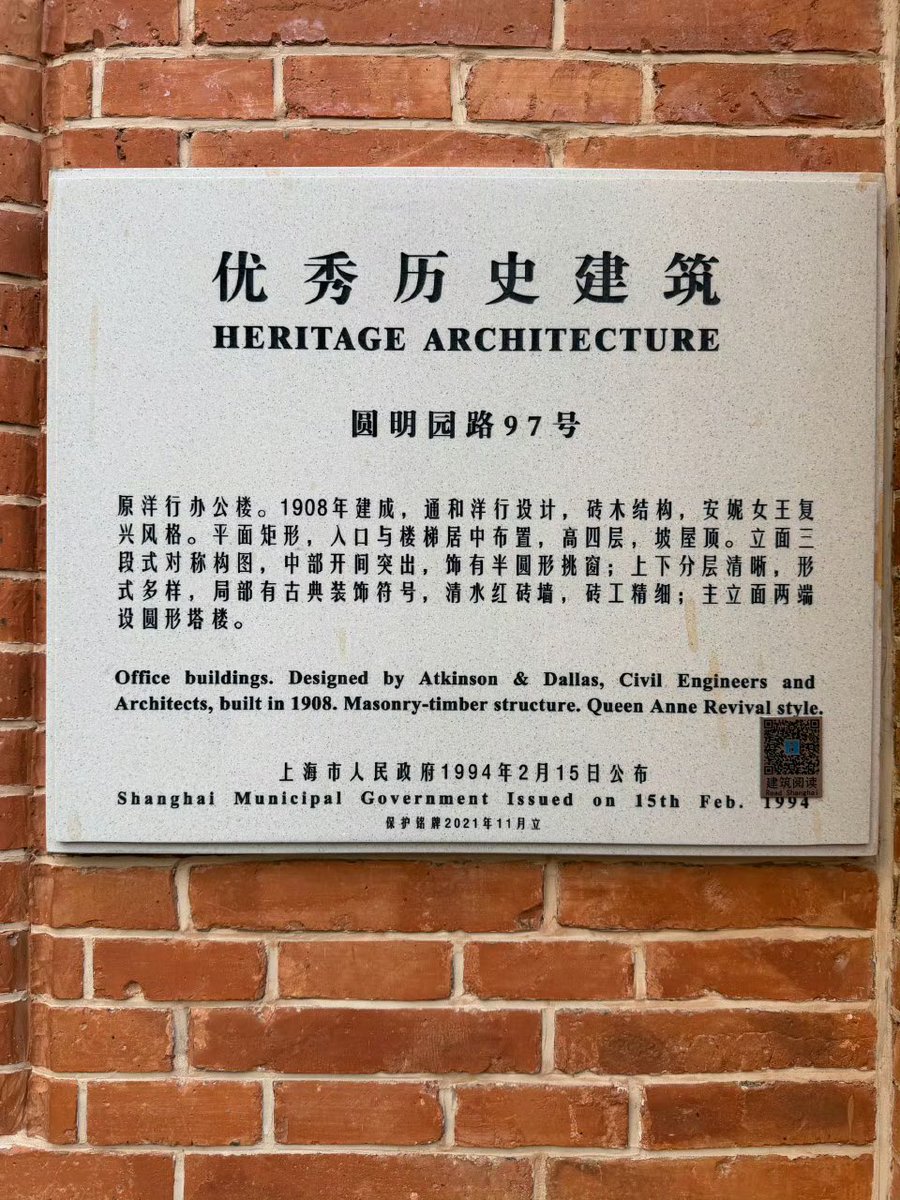 优秀历史建筑
HERITAGE ARCHITECTURE
圆明园路97号
原洋行办公楼。1908年建成，通和洋行设计，砖木结构，安妮女王复
兴风格。平面矩形，入口与楼梯居中布置，高四层，坡屋顶。立面三
段式对称构图，中部开间突出，饰有半圆形挑窗；上下分层清晰，形
式多样，局部有古典装饰符号，清水红砖墙，砖工精细；主立面两端
设圆形塔楼。
Office buildings. Designed by Atkinson & Dallas, Civil Engineers and
Architects, built in 1908. Masonry-timber structure. Queen Anne Revival style.
建筑阅读
Read Shanghai
上海市人民政府1994年2月15日公布
Shanghai Municipal Government Issued on 15th Feb. 1994
保护铭牌2021年11月立